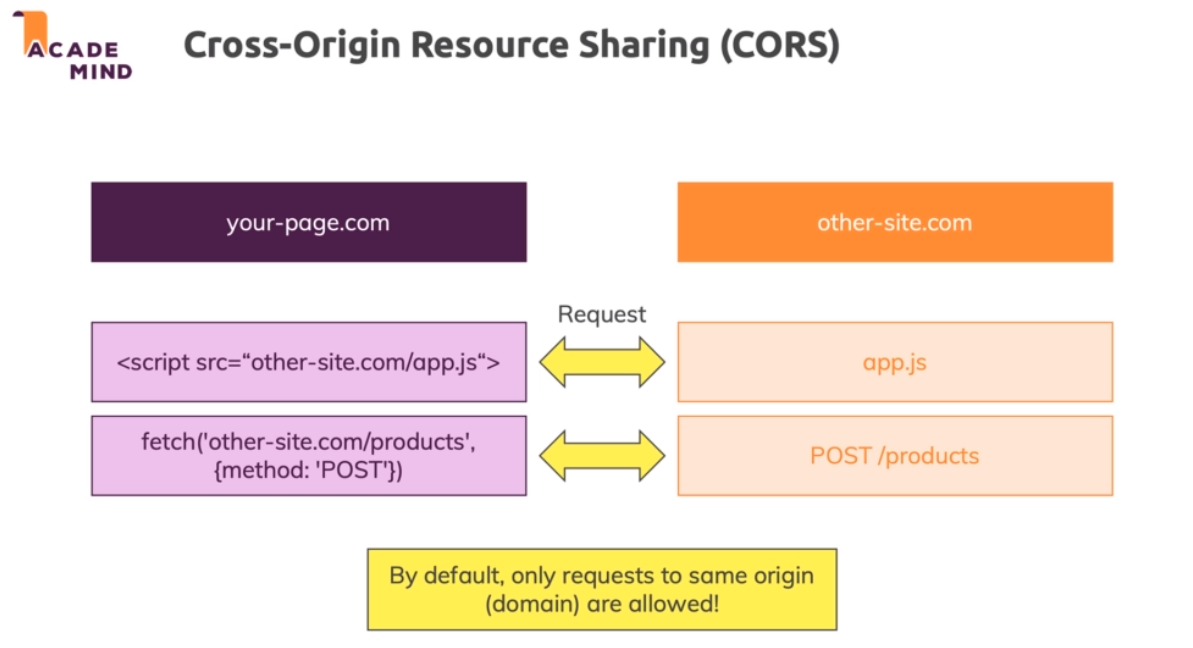 ACADE
MIND
Cross-Origin Resource Sharing (CORS)
your-page.com
other-site.com
Request
<script src=“other-site.com/app.js“>
app.js
fetch('other-site.com/products',
{method: 'POST'})
POST /products
By default, only requests to same origin
(domain) are allowed!